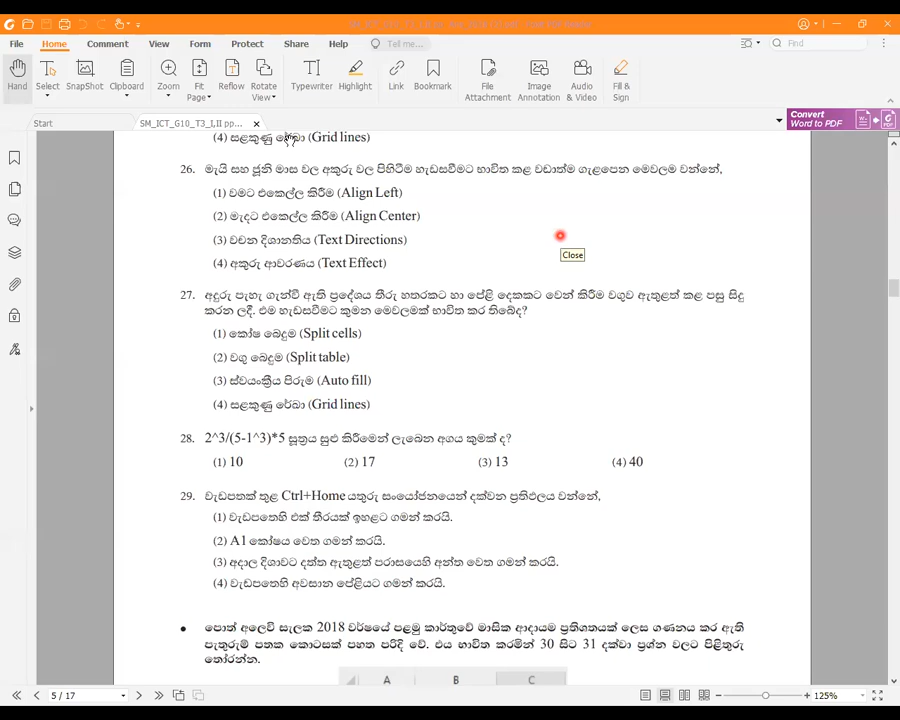 File Home Comment View Form Protect Share Help Tell me... Find
Hand Select SnapShot Clipboard Zoom Fit Page Reflow Rotate View Typewriter Highlight Link Bookmark File Attachment Image Annotation Audio & Video Fill & Sign
Start SM_ICT_G10_T3_I,II pp... Convert Word to PDF
(4) සළකුණු රේඛා (Grid lines)
26. මැයි සහ ජූනි මාස වල අකුරු වල පිහිටීම හැඩසවීමට භාවිත කළ වඩාත්ම ගැළපෙන මෙවලම වන්නේ,
(1) වමට එකෙල්ල කිරීම (Align Left)
(2) මැදට එකෙල්ල කිරීම (Align Center)
(3) වචන දිශානතිය (Text Directions)
Close
(4) අකුරු ආවරණය (Text Effect)
27. අඳුරු පැහැ ගැන්වී ඇති ප්‍රදේශය තීරු හතරකට හා පේළි දෙකකට වෙන් කිරීම වගුව ඇතුළත් කළ පසු සිදු
කරන ලදී. එම හැඩසවීමට කුමන මෙවලමක් භාවිත කර තිබේද?
(1) කෝෂ බෙදුම (Split cells)
(2) වගු බෙදුම (Split table)
(3) ස්වයංක්‍රීය පිරුම (Auto fill)
(4) සළකුණු රේඛා (Grid lines)
28. 2^3/(5-1^3)*5 සූත්‍රය සුළු කිරීමෙන් ලැබෙන අගය කුමක් ද?
(1) 10 (2) 17 (3) 13 (4) 40
29. වැඩපතක් තුළ Ctrl+Home යතුරු සංයෝජනයෙන් දක්වන ප්‍රතිඵලය වන්නේ,
(1) වැඩපතෙහි එක් තීරයක් ඉහළට ගමන් කරයි.
(2) A1 කෝෂය වෙත ගමන් කරයි.
(3) අදාල දිශාවට දත්ත ඇතුළත් පරාසයෙහි අන්ත වෙත ගමන් කරයි.
(4) වැඩපතෙහි අවසාන පේළියට ගමන් කරයි.
• පොත් අලෙවි සැලක 2018 වර්ෂයේ පළමු කාර්තුවේ මාසික ආදායම ප්‍රතිශතයක් ලෙස ගණනය කර ඇති
පැතුරුම් පතක කොටසක් පහත පරිදි වේ. එය භාවිත කරමින් 30 සිට 31 දක්වා ප්‍රශ්න වලට පිළිතුරු
තෝරන්න.
A B C
5 / 17 125%